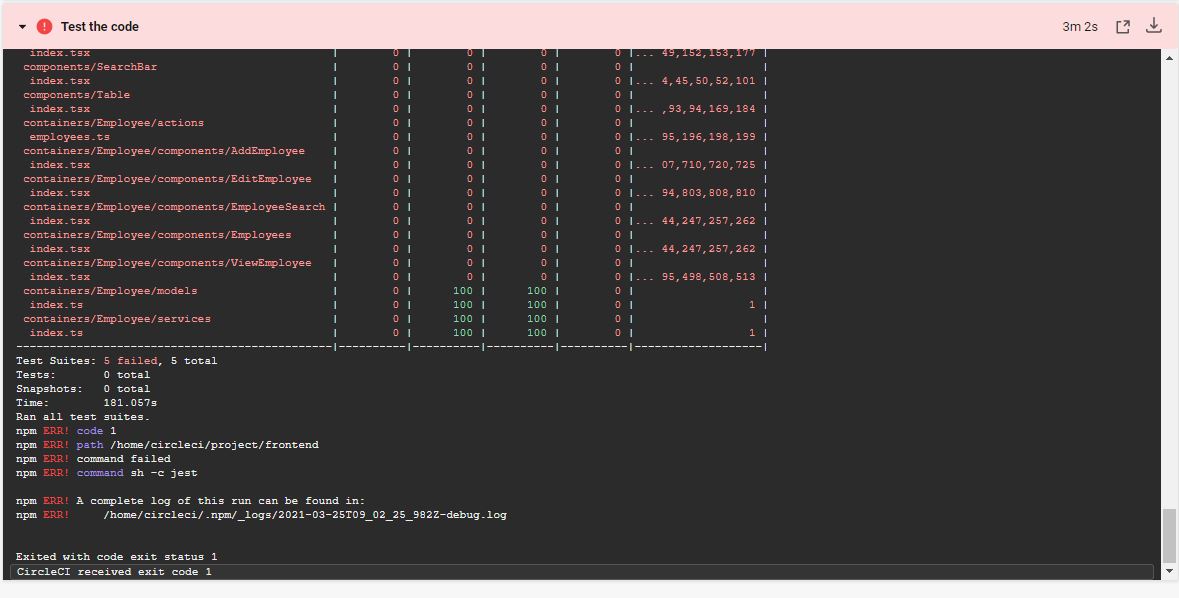 Test the code
3m 2s
index.tsx | 0 | 0 | 0 | 0 |... 49,152,153,177 |
components/SearchBar | 0 | 0 | 0 | 0 | |
index.tsx | 0 | 0 | 0 | 0 |... 4,45,50,52,101 |
components/Table | 0 | 0 | 0 | 0 | |
index.tsx | 0 | 0 | 0 | 0 |... ,93,94,169,184 |
containers/Employee/actions | 0 | 0 | 0 | 0 | |
employees.ts | 0 | 0 | 0 | 0 |... 95,196,198,199 |
containers/Employee/components/AddEmployee | 0 | 0 | 0 | 0 | |
index.tsx | 0 | 0 | 0 | 0 |... 07,710,720,725 |
containers/Employee/components/EditEmployee | 0 | 0 | 0 | 0 | |
index.tsx | 0 | 0 | 0 | 0 |... 94,803,808,810 |
containers/Employee/components/EmployeeSearch | 0 | 0 | 0 | 0 | |
index.tsx | 0 | 0 | 0 | 0 |... 44,247,257,262 |
containers/Employee/components/Employees | 0 | 0 | 0 | 0 | |
index.tsx | 0 | 0 | 0 | 0 |... 44,247,257,262 |
containers/Employee/components/ViewEmployee | 0 | 0 | 0 | 0 | |
index.tsx | 0 | 0 | 0 | 0 |... 95,498,508,513 |
containers/Employee/models | 0 | 100 | 100 | 0 | |
index.ts | 0 | 100 | 100 | 0 | 1 |
containers/Employee/services | 0 | 100 | 100 | 0 | |
index.ts | 0 | 100 | 100 | 0 | 1 |
-----------------------------------------------|----------|----------|----------|----------|-------------------|
Test Suites: 5 failed, 5 total
Tests: 0 total
Snapshots: 0 total
Time: 181.057s
Ran all test suites.
npm ERR! code 1
npm ERR! path /home/circleci/project/frontend
npm ERR! command failed
npm ERR! command sh -c jest
npm ERR! A complete log of this run can be found in:
npm ERR! /home/circleci/.npm/_logs/2021-03-25T09_02_25_982Z-debug.log
Exited with code exit status 1
CircleCI received exit code 1